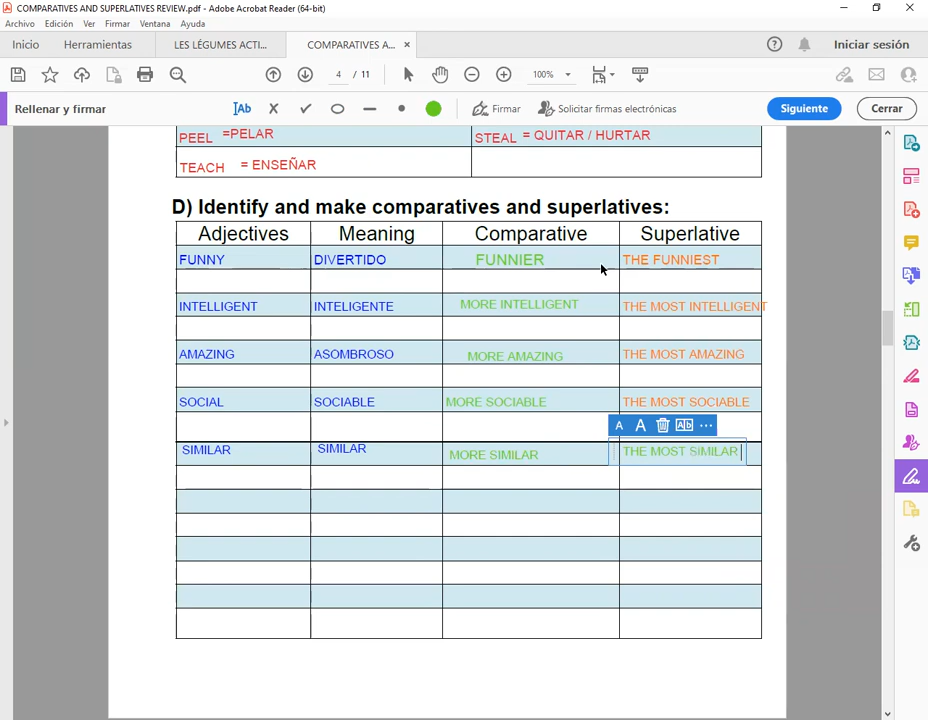 COMPARATIVES AND SUPERLATIVES REVIEW.pdf - Adobe Acrobat Reader (64-bit)
Archivo Edición Ver Firmar Ventana Ayuda
Inicio Herramientas LES LÉGUMES ACTI... COMPARATIVES A... × Iniciar sesión
4 / 11 100%
Rellenar y firmar Ab Firmar Solicitar firmas electrónicas Siguiente Cerrar
PEEL =PELAR STEAL = QUITAR / HURTAR
TEACH = ENSEÑAR
D) Identify and make comparatives and superlatives:
Adjectives Meaning Comparative Superlative
FUNNY DIVERTIDO FUNNIER THE FUNNIEST
INTELLIGENT INTELIGENTE MORE INTELLIGENT THE MOST INTELLIGENT
AMAZING ASOMBROSO MORE AMAZING THE MOST AMAZING
SOCIAL SOCIABLE MORE SOCIABLE THE MOST SOCIABLE
A A Ab ...
SIMILAR SIMILAR MORE SIMILAR THE MOST SIMILAR